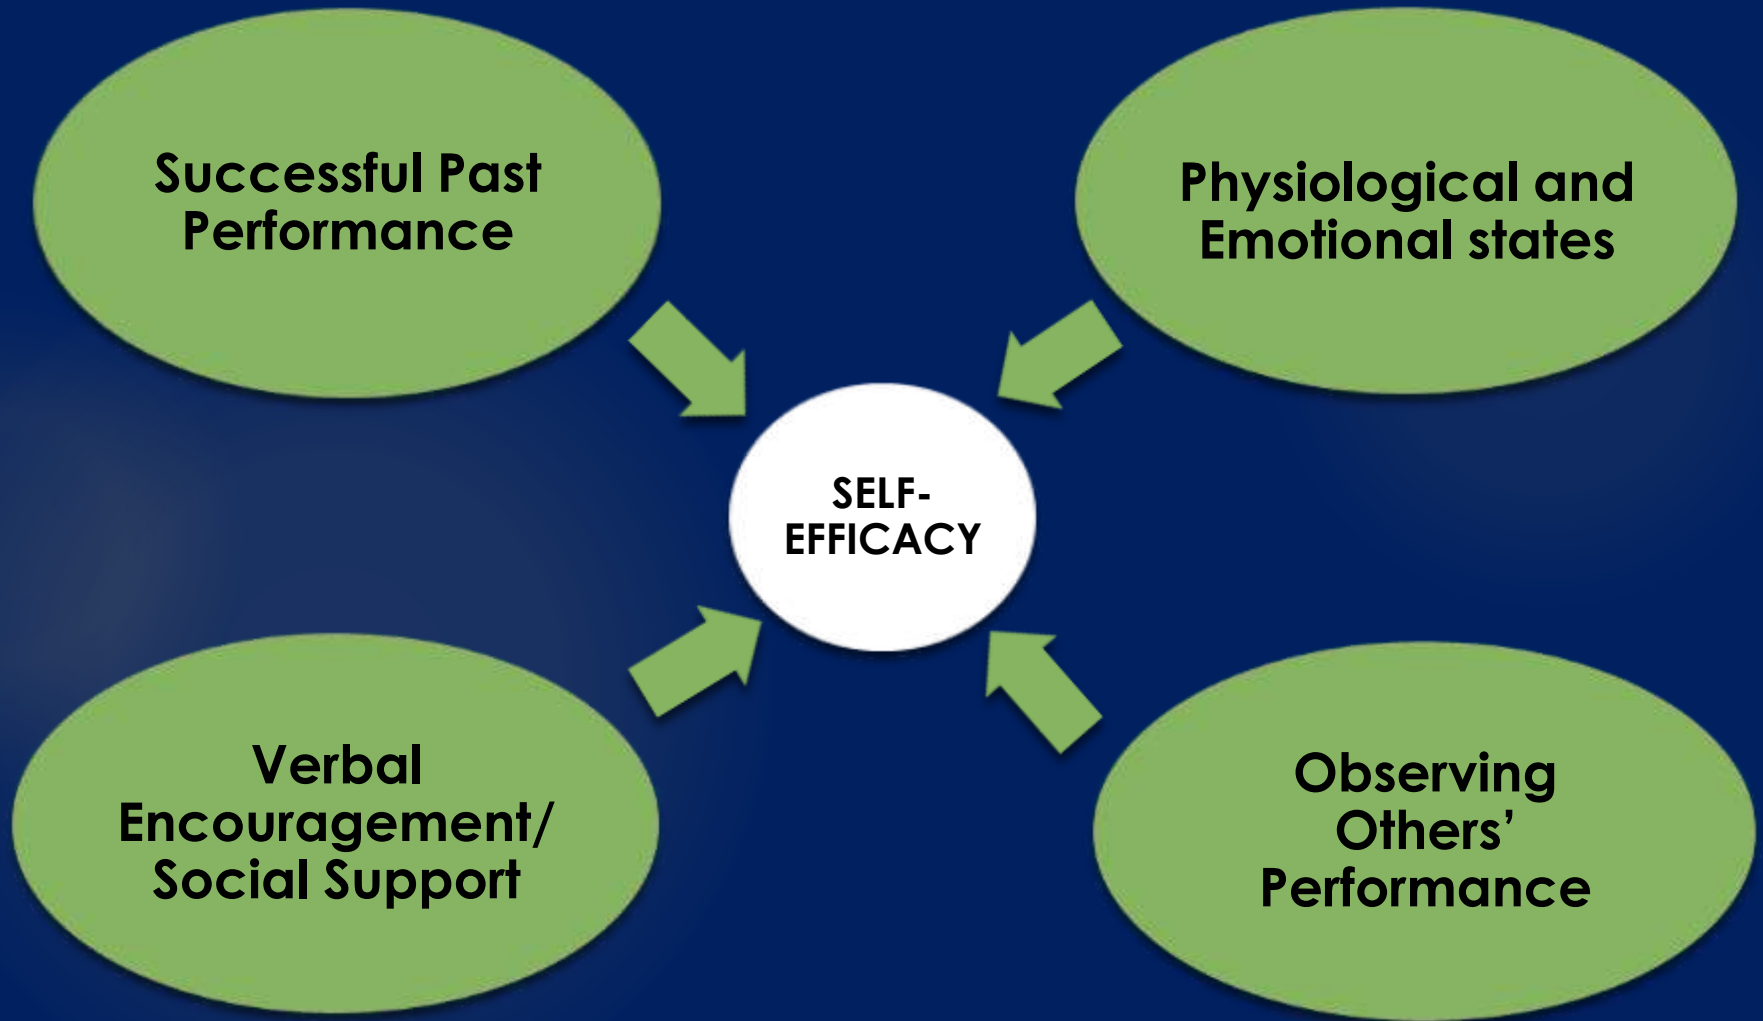 Successful Past
Performance
Physiological and
Emotional states
SELF-
EFFICACY
Verbal
Encouragement/
Social Support
Observing
Others’
Performance